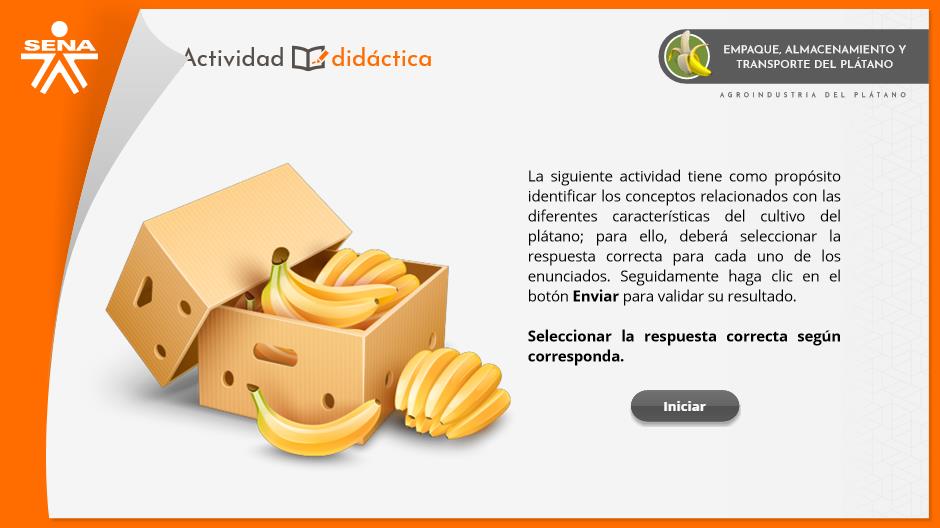 SENA
Actividad didáctica
EMPAQUE, ALMACENAMIENTO Y
TRANSPORTE DEL PLÁTANO
AGROINDUSTRIA DEL PLÁTANO
La siguiente actividad tiene como propósito
identificar los conceptos relacionados con las
diferentes características del cultivo del
plátano; para ello, deberá seleccionar la
respuesta correcta para cada uno de los
enunciados. Seguidamente haga clic en el
botón Enviar para validar su resultado.
Seleccionar la respuesta correcta según
corresponda.
Iniciar